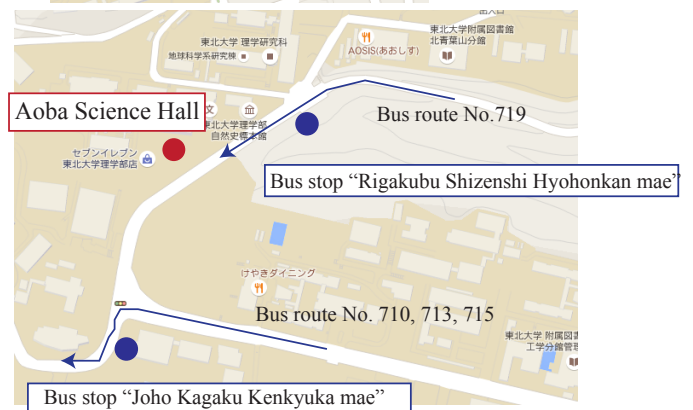 東北大学附属図書館
北青葉山分館
東北大学 理学研究科
地球科学系研究棟
AOSIS(あおしす)
Aoba Science Hall
Bus route No.719
東北大学理学部
自然史標本館
セブンイレブン
東北大学理学部店
Bus stop “Rigakubu Shizenshi Hyohonkan mae”
けやきダイニング
Bus route No. 710, 713, 715
東北大学 附属図書
工学分館管理
Bus stop “Joho Kagaku Kenkyuka mae”